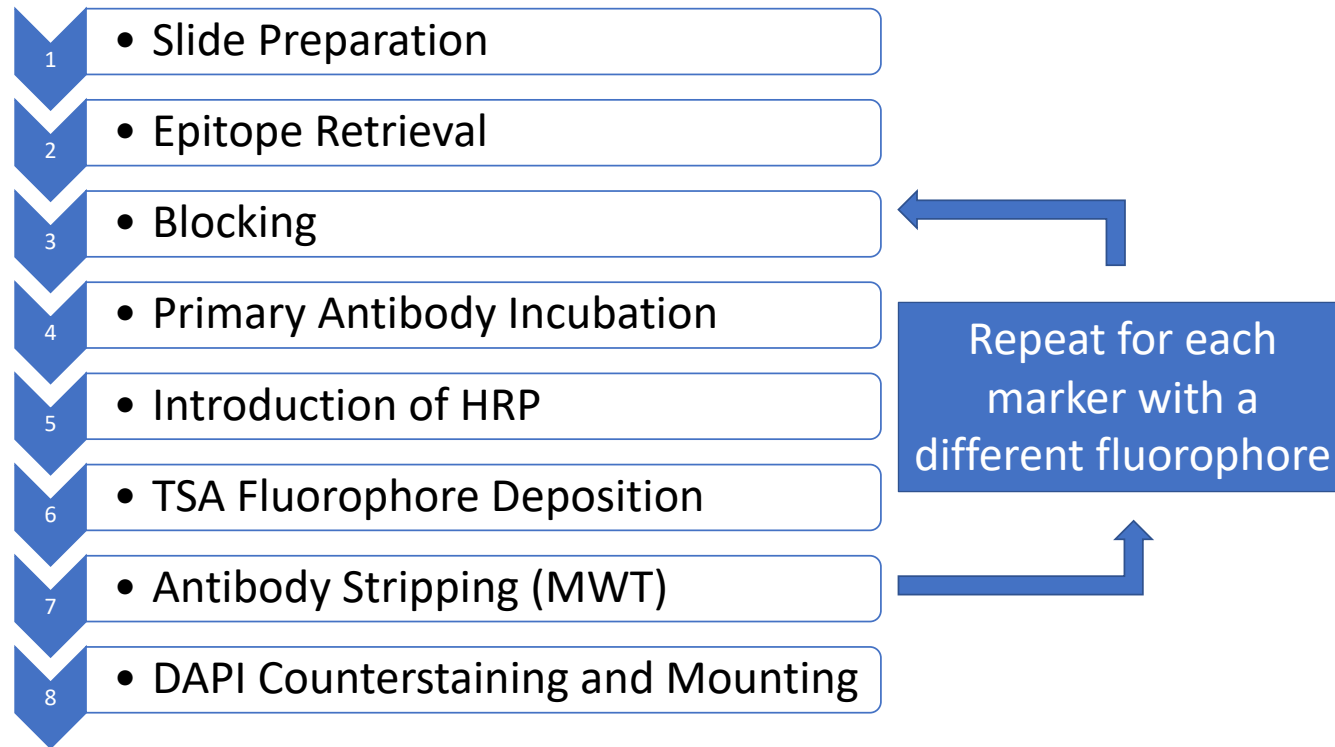 1
• Slide Preparation
2
• Epitope Retrieval
3
• Blocking
4
• Primary Antibody Incubation
5
• Introduction of HRP
6
• TSA Fluorophore Deposition
7
• Antibody Stripping (MWT)
8
• DAPI Counterstaining and Mounting
Repeat for each
marker with a
different fluorophore